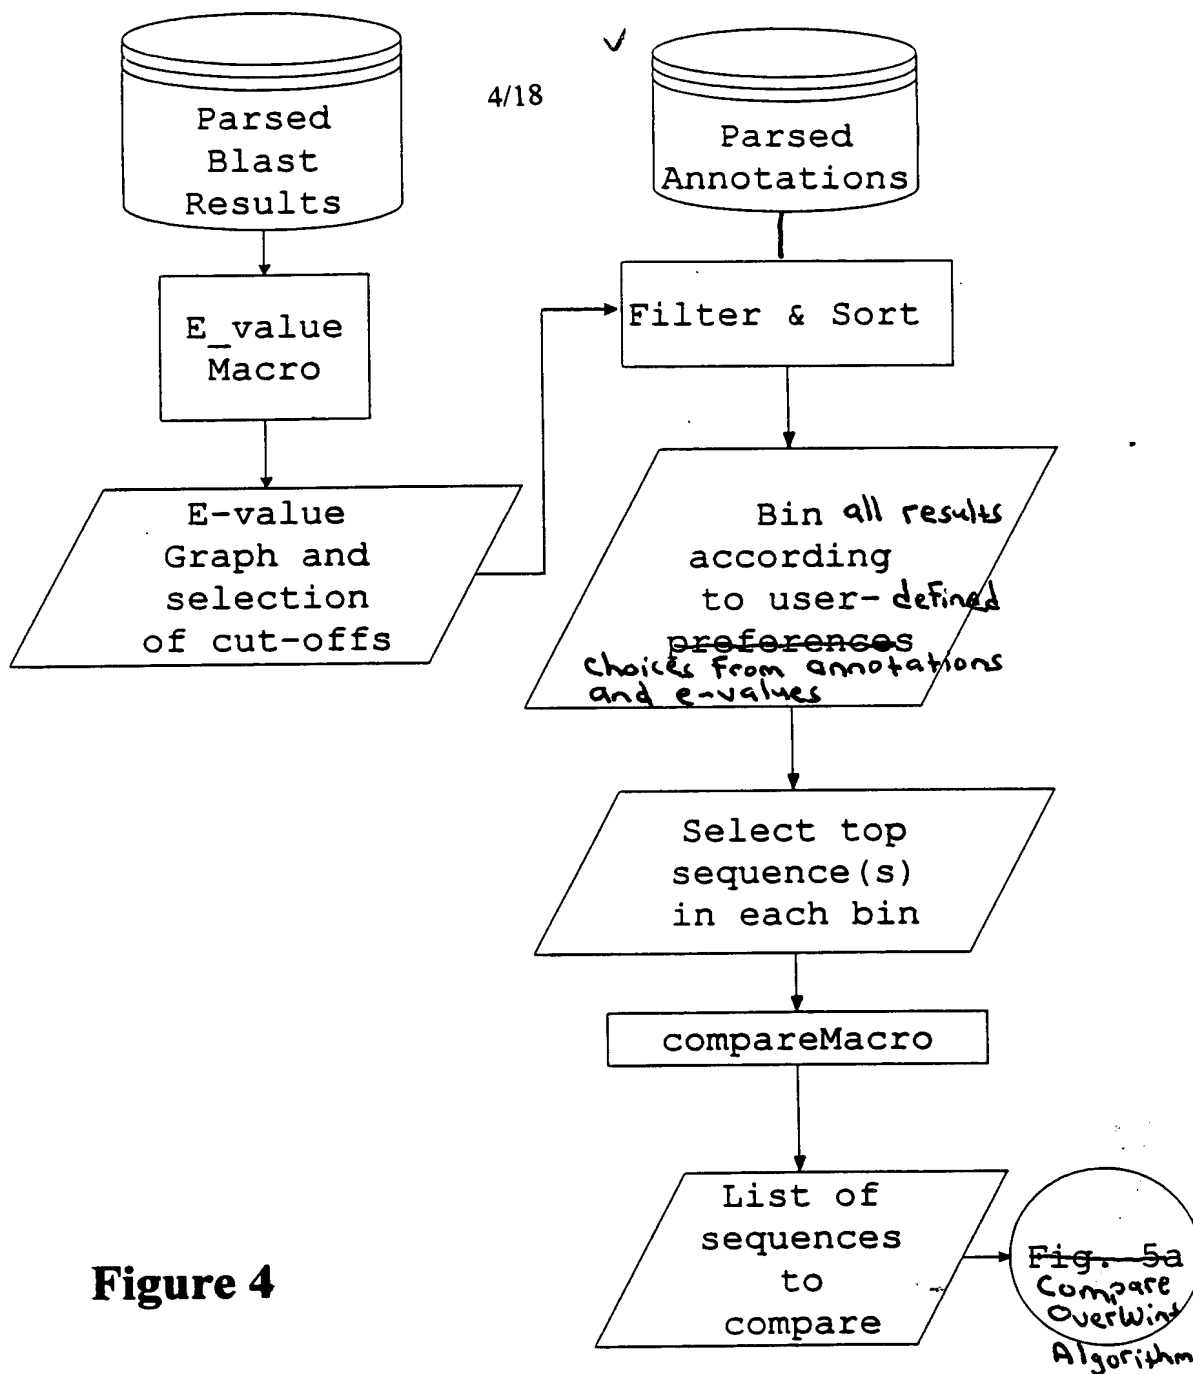 4/18
Parsed
Blast
Results
Parsed
Annotations
E_value
Macro
Filter & Sort
E-value
Graph and
selection
of cut-offs
Bin all results
according
to user-defined
preferences
choices from annotations
and e-values
Select top
sequence(s)
in each bin
compareMacro
List of
sequences
to
compare
Fig. 5a
Compare
Algorithm
Figure 4